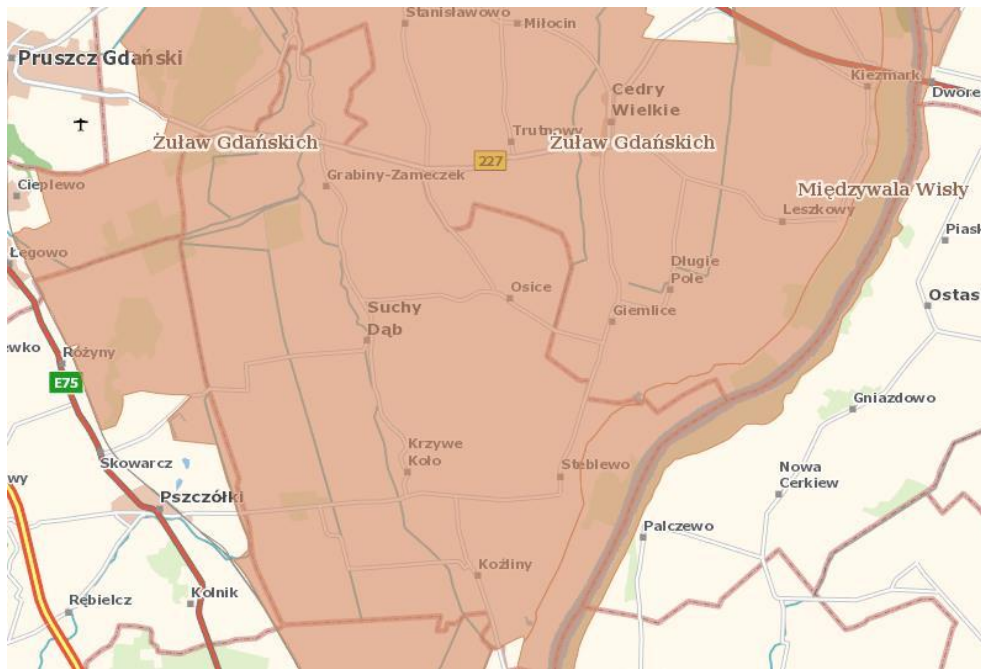 Stanisławowo
Miłocin
Pruszcz Gdański
Kiezmark
Cedry
Wielkie
Dwore
Trutnowy
Żuław Gdańskich
Żuław Gdańskich
227
Grabiny-Zameczek
Cieplewo
Międzywala Wisły
Leszkowy
Piask
Łęgowo
Długie
Pole
Osice
Ostas
Suchy
Dąb
Giemlice
ewko
Różyny
E75
Gniazdowo
Krzywe
Koło
Skowarcz
Steblewo
Nowa
Cerkiew
wy
Pszczółki
Palczewo
Koźliny
Kolnik
Rębielcz